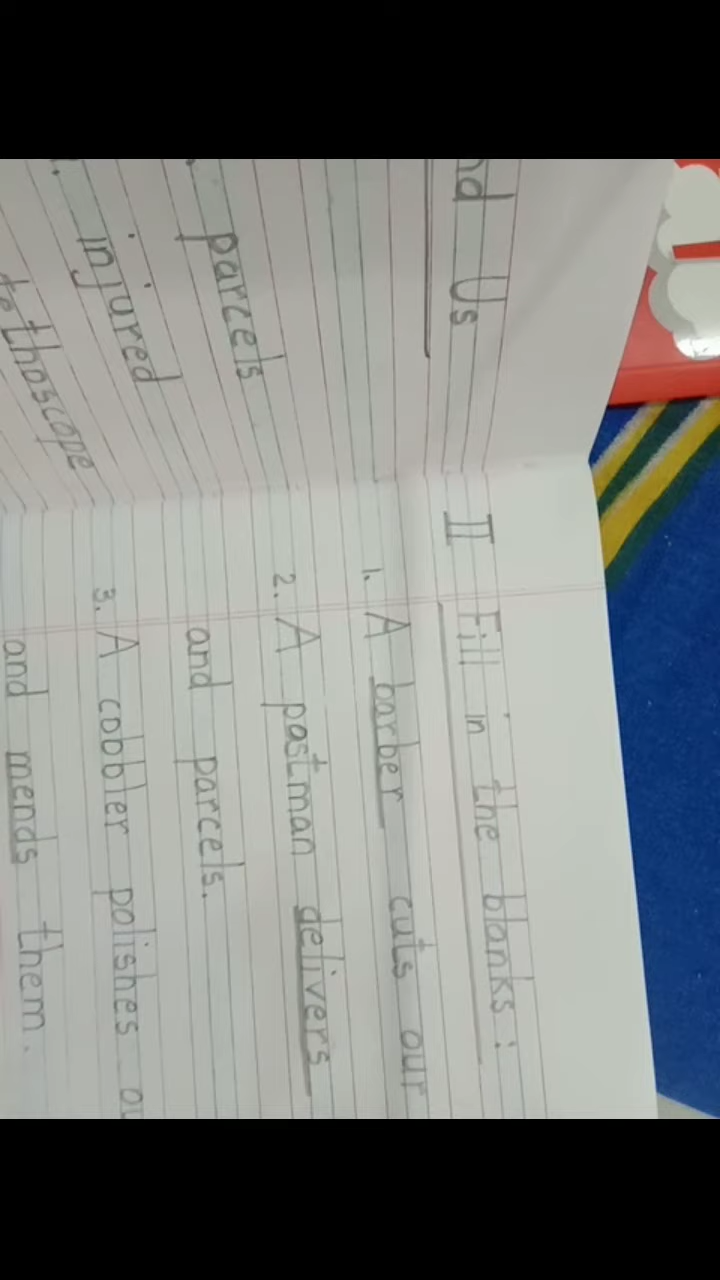 nd Us
parcels
injured
tethoscope
II Fill in the blanks :
1. A barber cuts our
2. A postman delivers
and parcels.
3. A cobbler polishes
and mends them.